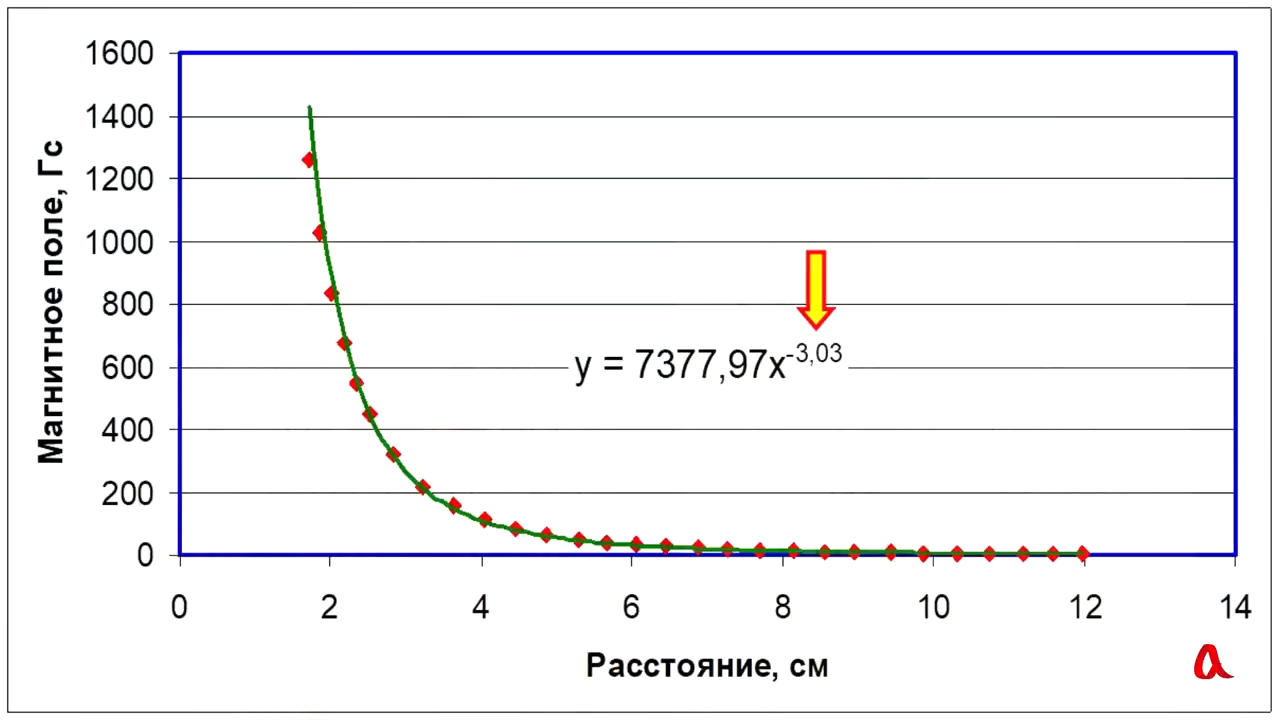 1600
1400
1200
1000
800
600
400
200
0
Магнитное поле, Гс
y = 7377,97x^-3,03
0 2 4 6 8 10 12 14
Расстояние, см
a